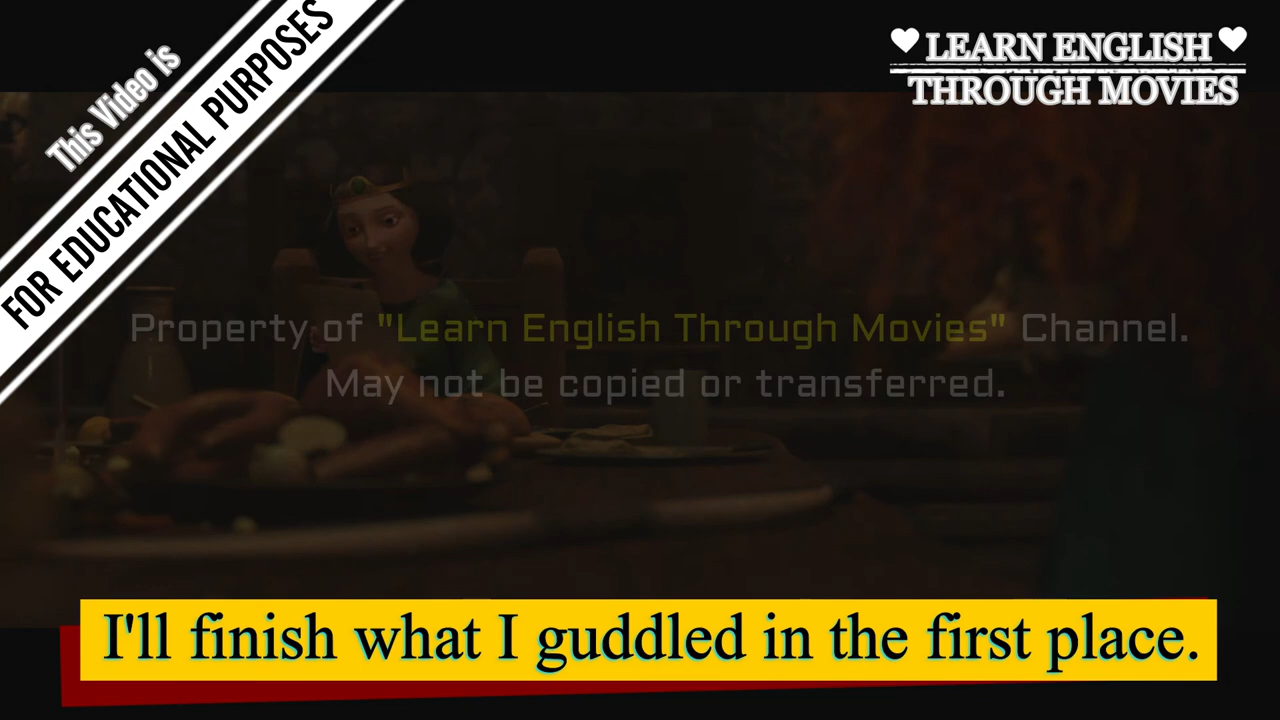 This Video is
FOR EDUCATIONAL PURPOSES
LEARN ENGLISH
THROUGH MOVIES
Property of "Learn English Through Movies" Channel.
May not be copied or transferred.
I'll finish what I guddled in the first place.